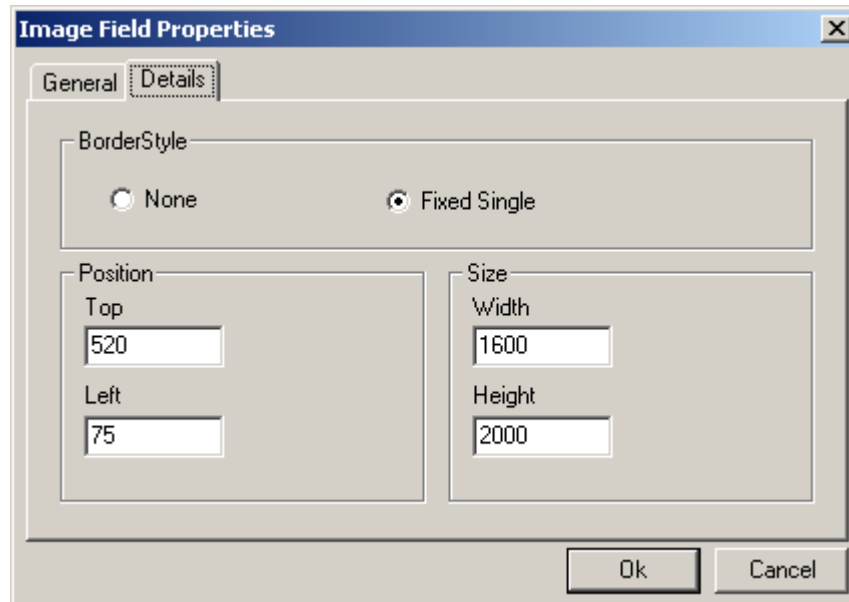 Image Field Properties
General Details
BorderStyle
None Fixed Single
Position
Top
520
Left
75
Size
Width
1600
Height
2000
Ok Cancel